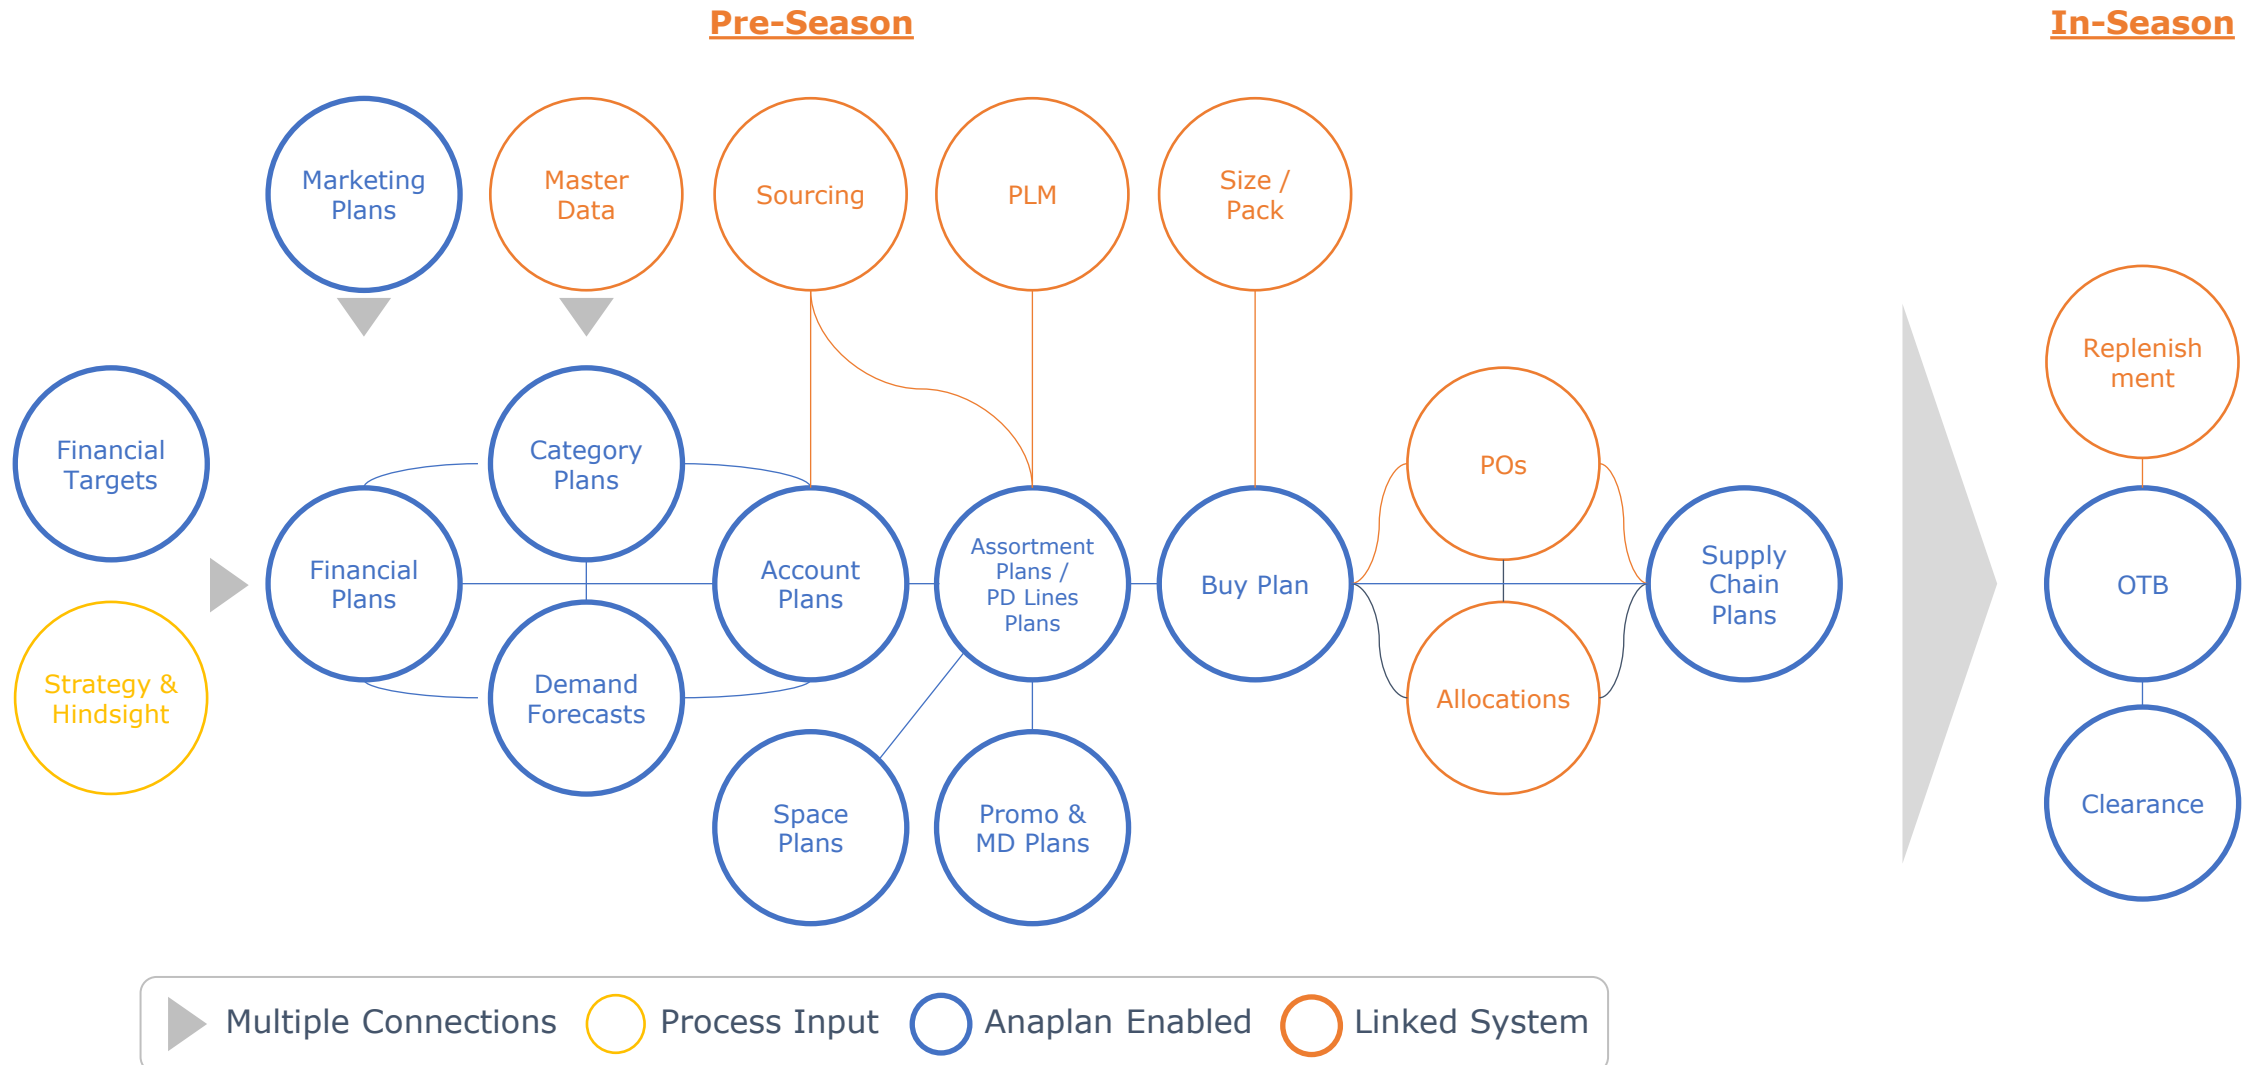 Pre-Season
In-Season
Marketing
Plans
Master
Data
Sourcing
PLM
Size /
Pack
Replenish
ment
Financial
Targets
Category
Plans
POs
Strategy &
Hindsight
Financial
Plans
Demand
Forecasts
Account
Plans
Assortment
Plans /
PD Lines
Plans
Buy Plan
Allocations
Supply
Chain
Plans
OTB
Space
Plans
Promo &
MD Plans
Clearance
Multiple Connections
Process Input
Anaplan Enabled
Linked System